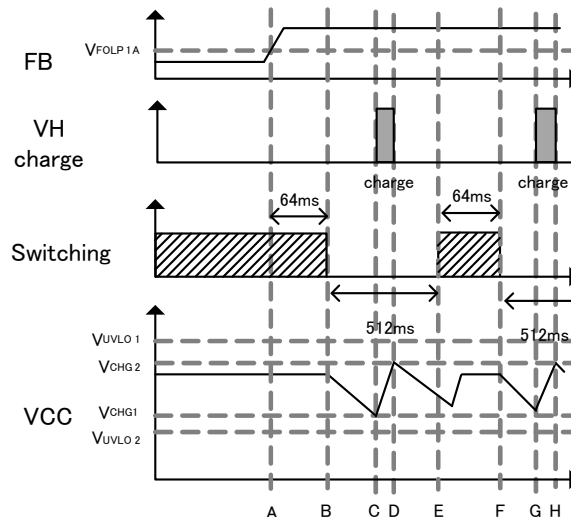 VFOLP1A
FB
VH
charge
charge
charge
64ms
64ms
Switching
512ms
512ms
VUVLO1
VCHG2
VCC
VCHG1
VUVLO2
A B C D E F G H